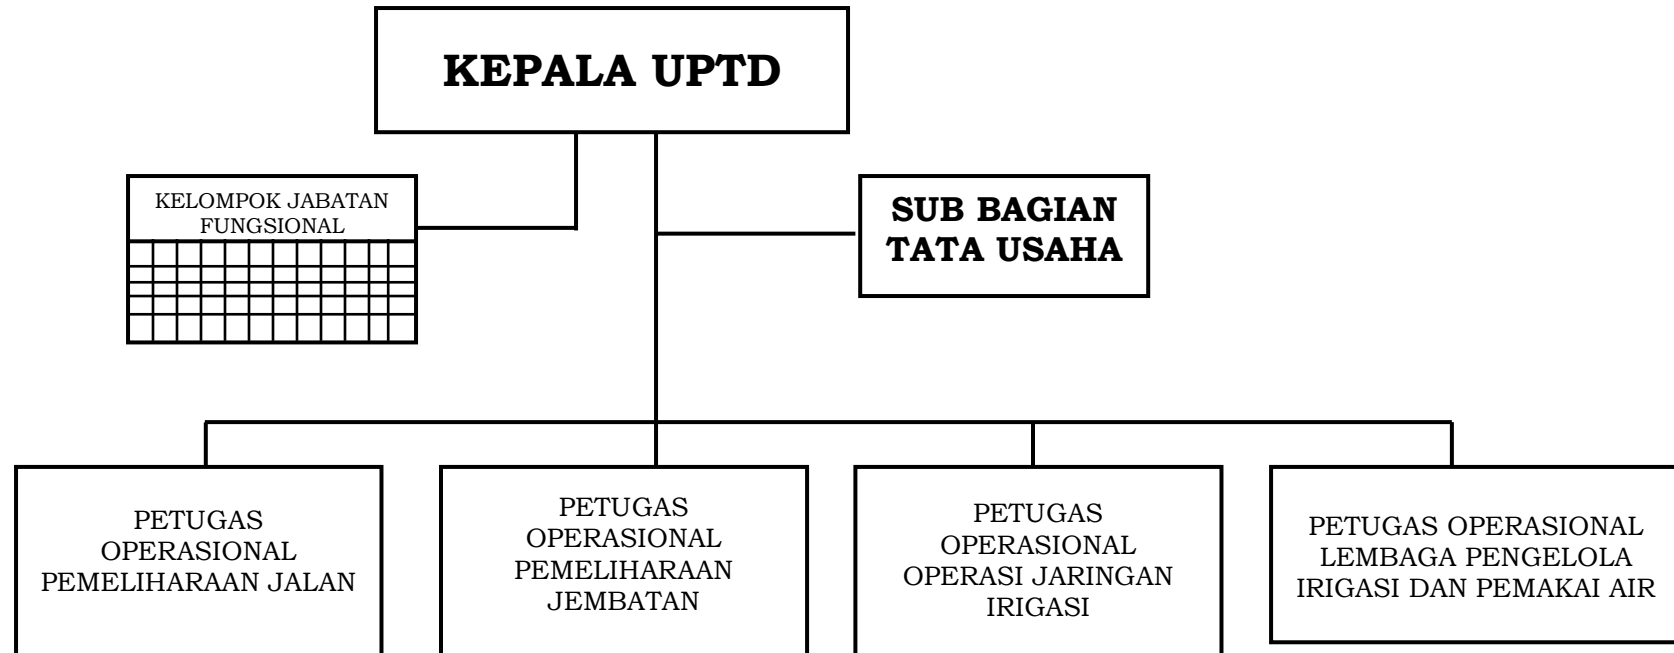 KEPALA UPTD
KELOMPOK JABATAN
FUNGSIONAL
SUB BAGIAN
TATA USAHA
PETUGAS
OPERASIONAL
PEMELIHARAAN JALAN
PETUGAS
OPERASIONAL
PEMELIHARAAN
JEMBATAN
PETUGAS
OPERASIONAL
OPERASI JARINGAN
IRIGASI
PETUGAS OPERASIONAL
LEMBAGA PENGELOLA
IRIGASI DAN PEMAKAI AIR